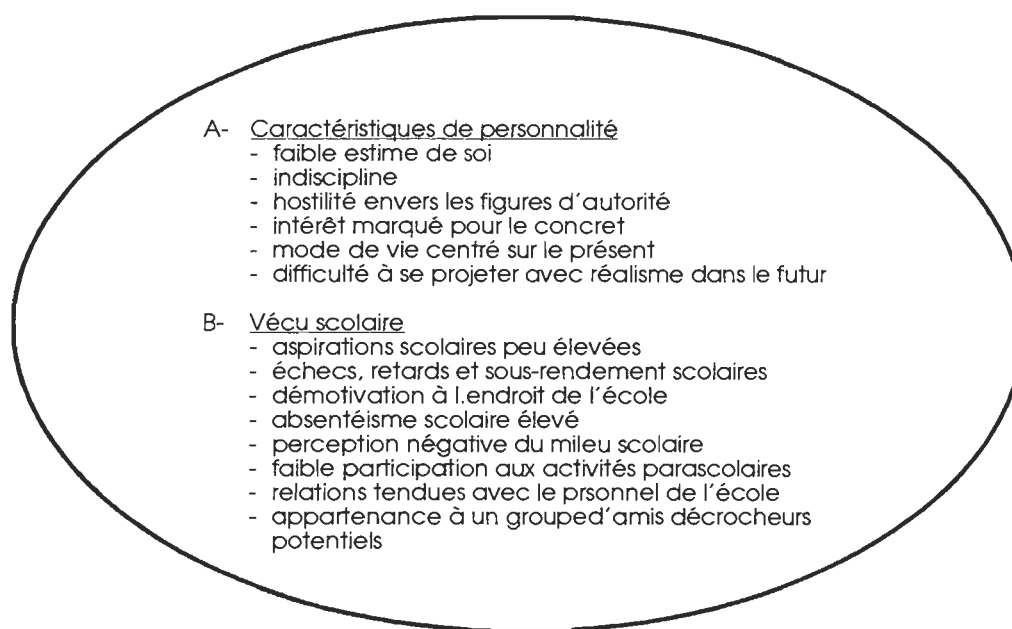 A- Caractéristiques de personnalité
- faible estime de soi
- indiscipline
- hostilité envers les figures d'autorité
- intérêt marqué pour le concret
- mode de vie centré sur le présent
- difficulté à se projeter avec réalisme dans le futur
B- Vécu scolaire
- aspirations scolaires peu élevées
- échecs, retards et sous-rendement scolaires
- démotivation à l.endroit de l'école
- absentéisme scolaire élevé
- perception négative du mileu scolaire
- faible participation aux activités parascolaires
- relations tendues avec le prsonnel de l'école
- appartenance à un grouped'amis décrocheurs
potentiels